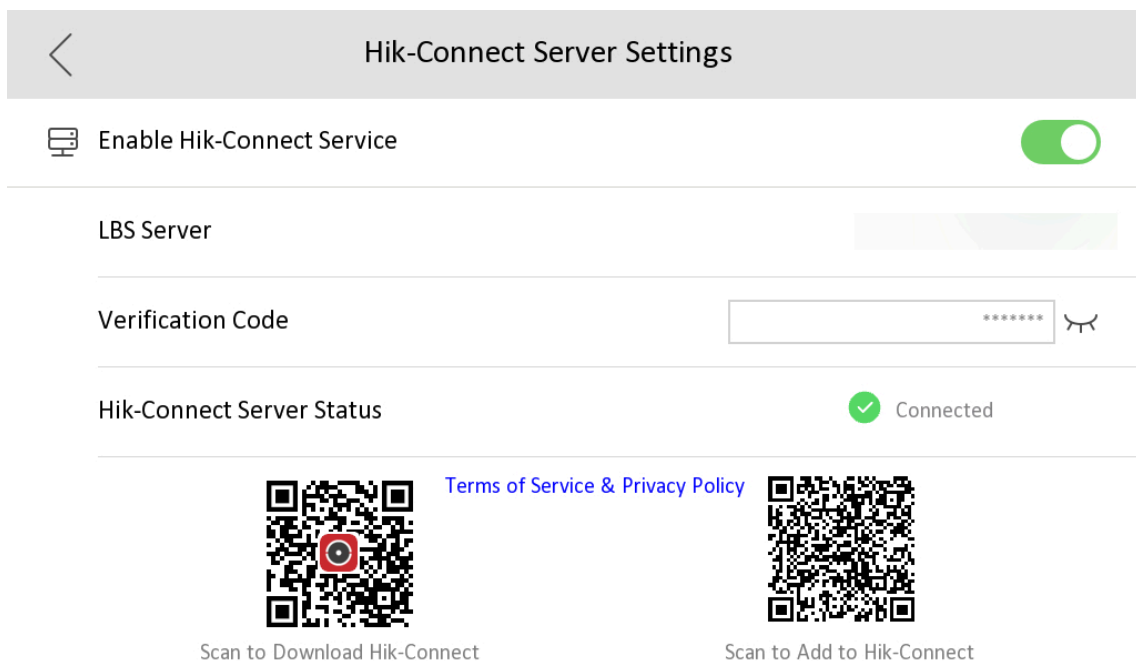 Hik-Connect Server Settings
Enable Hik-Connect Service
LBS Server
Verification Code
*******
Hik-Connect Server Status
Connected
Terms of Service & Privacy Policy
Scan to Download Hik-Connect
Scan to Add to Hik-Connect